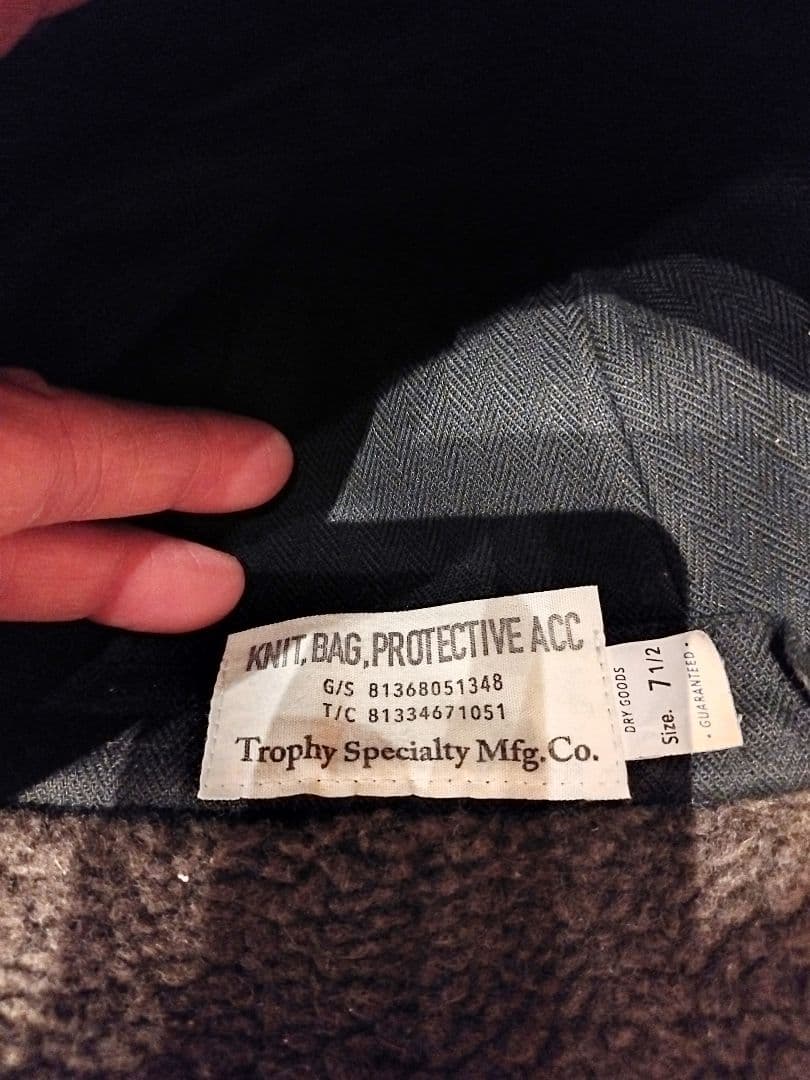 KNIT, BAG, PROTECTIVE ACC
G/S 81368051348
T/C 81334671051
Trophy Specialty Mfg. Co.
DRY GOODS
Size. 7 1/2
• GUARANTEED •